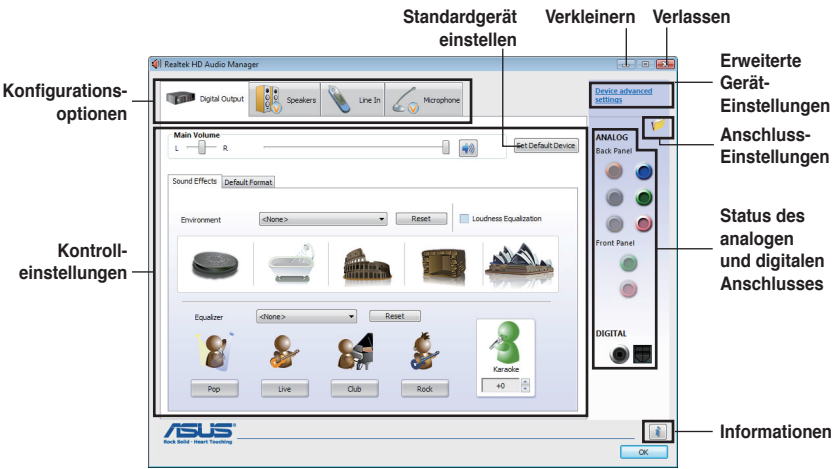 Standardgerät
einstellen
Verkleinern
Verlassen
Realtek HD Audio Manager
Konfigurations-
optionen
Digital Output
Speakers
Line In
Microphone
Device advanced
settings
Erweiterte
Gerät-
Einstellungen
Main Volume
L
R
Set Default Device
ANALOG
Back Panel
Anschluss-
Einstellungen
Sound Effects
Default Format
Environment
<None>
Reset
Loudness Equalization
Kontroll-
einstellungen
Front Panel
Status des
analogen
und digitalen
Anschlusses
Equalizer
<None>
Reset
DIGITAL
Karaoke
Pop
Live
Club
Rock
+0
ASUS
Rock Solid · Heart Touching
Informationen
OK